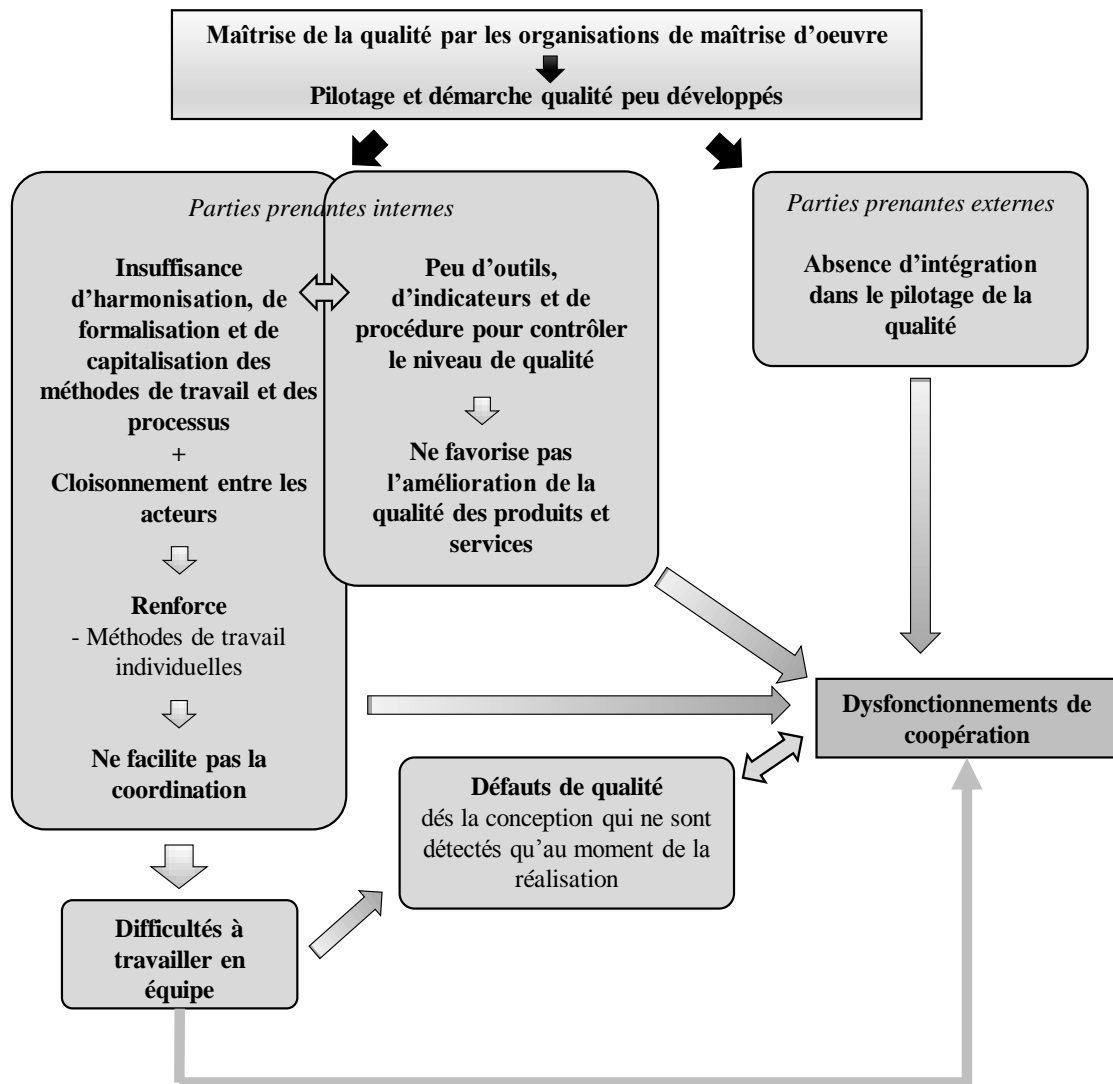 Maîtrise de la qualité par les organisations de maîtrise d'oeuvre
Pilotage et démarche qualité peu développés
Parties prenantes internes
Insuffisance
d'harmonisation, de
formalisation et de
capitalisation des
méthodes de travail et des
processus
+
Cloisonnement entre les
acteurs
Renforce
- Méthodes de travail
individuelles
Ne facilite pas la
coordination
Peu d'outils,
d'indicateurs et de
procédure pour contrôler
le niveau de qualité
Ne favorise pas
l'amélioration de la
qualité des produits et
services
Parties prenantes externes
Absence d'intégration
dans le pilotage de la
qualité
Dysfonctionnements de
coopération
Défauts de qualité
dés la conception qui ne sont
détectés qu'au moment de la
réalisation
Difficultés à
travailler en
équipe